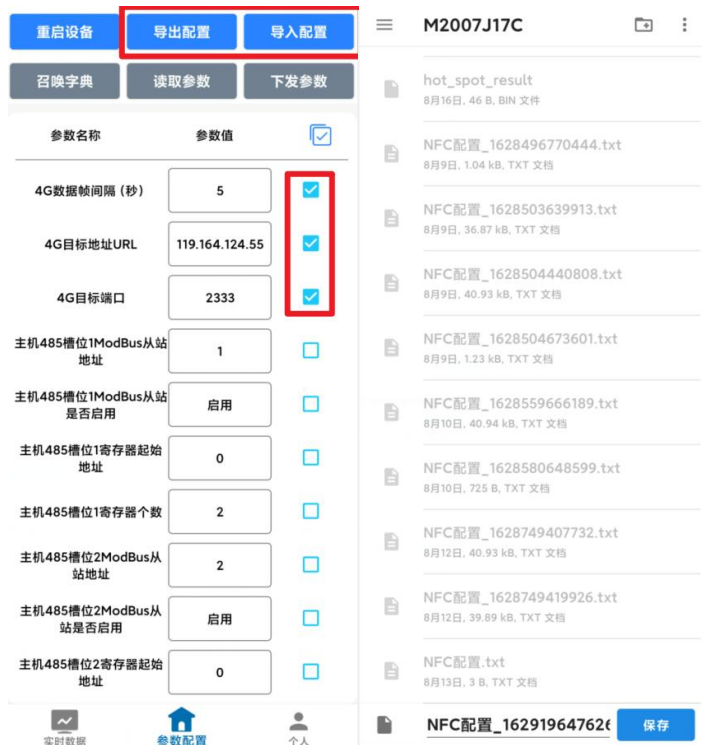 重启设备
导出配置
导入配置
召唤字典
读取参数
下发参数
参数名称
参数值
4G数据帧间隔(秒)
5
4G目标地址URL
119.164.124.55
4G目标端口
2333
主机485槽位1ModBus从站
地址
1
主机485槽位1ModBus从站
是否启用
启用
主机485槽位1寄存器起始
地址
0
主机485槽位1寄存器个数
2
主机485槽位2ModBus从
站地址
2
主机485槽位2ModBus从
站是否启用
启用
主机485槽位2寄存器起始
地址
0
实时数据
参数配置
个人
M2007J17C
hot_spot_result
8月16日, 46 B, BIN 文件
NFC配置_1628496770444.txt
8月9日, 1.04 kB, TXT 文档
NFC配置_1628503639913.txt
8月9日, 36.87 kB, TXT 文档
NFC配置_1628504440808.txt
8月9日, 40.93 kB, TXT 文档
NFC配置_1628504673601.txt
8月9日, 1.23 kB, TXT 文档
NFC配置_1628559666189.txt
8月10日, 40.94 kB, TXT 文档
NFC配置_1628580648599.txt
8月10日, 725 B, TXT 文档
NFC配置_1628749407732.txt
8月12日, 40.93 kB, TXT 文档
NFC配置_1628749419926.txt
8月12日, 39.89 kB, TXT 文档
NFC配置.txt
8月13日, 3 B, TXT 文档
NFC配置_162919647626
保存